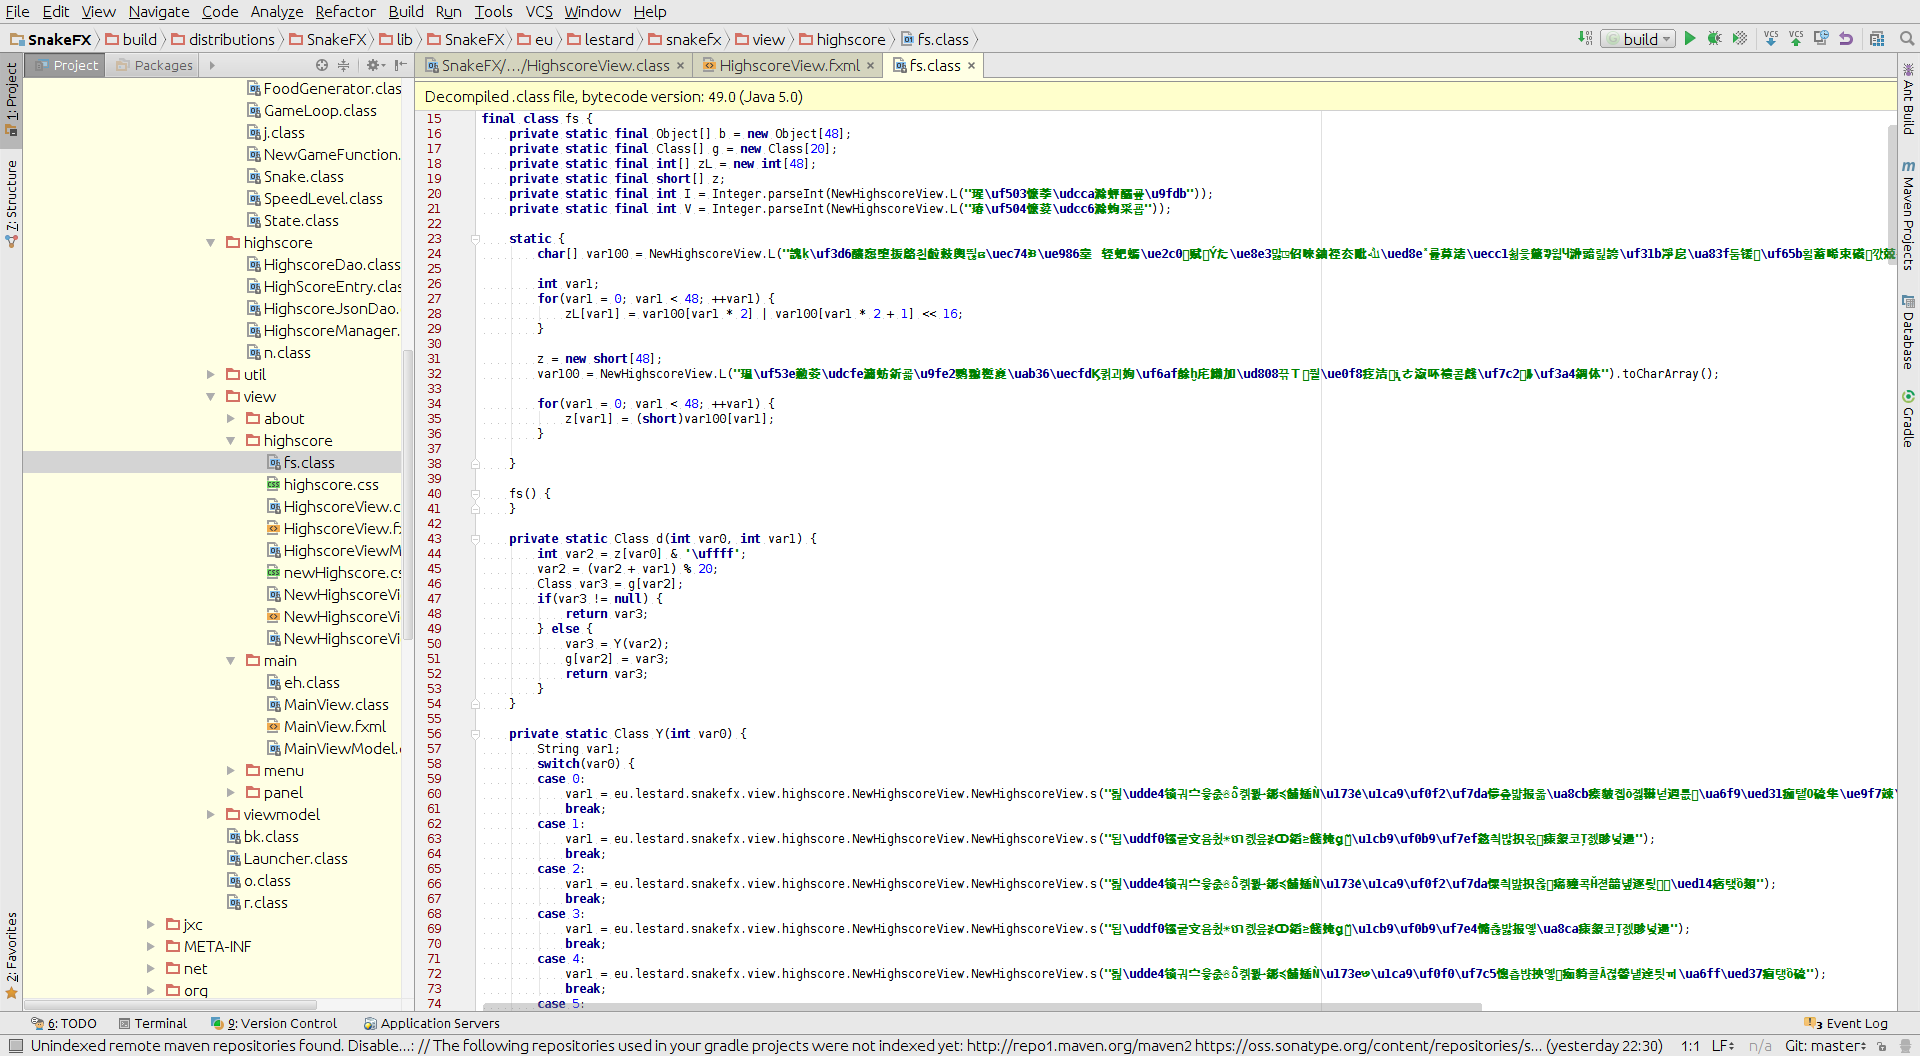 File Edit View Navigate Code Analyze Refactor Build Run Tools VCS Window Help
SnakeFX build distributions SnakeFX lib SnakeFX eu lestard snakefx view highscore fs.class build
Project Packages SnakeFX/.../HighscoreView.class HighscoreView.fxml fs.class
Decompiled .class file, bytecode version: 49.0 (Java 5.0)
1: Project
7: Structure
2: Favorites
FoodGenerator.clas
GameLoop.class
j.class
NewGameFunction.
Snake.class
SpeedLevel.class
State.class
highscore
HighscoreDao.class
HighScoreEntry.clas
HighscoreJsonDao.
HighscoreManager.
n.class
util
view
about
highscore
fs.class
highscore.css
HighscoreView.c
HighscoreView.fx
HighscoreViewM
newHighscore.cs
NewHighscoreVi
NewHighscoreVi
NewHighscoreVi
main
eh.class
MainView.class
MainView.fxml
MainViewModel.
menu
panel
viewmodel
bk.class
Launcher.class
o.class
r.class
jxc
META-INF
net
org
15 final class fs {
16 private static final Object[] b = new Object[48];
17 private static final Class[] g = new Class[20];
18 private static final int[] zL = new int[48];
19 private static final short[] z;
20 private static final int I = Integer.parseInt(NewHighscoreView.L("
21 private static final int V = Integer.parseInt(NewHighscoreView.L("
22
23 static {
24 char[] var100 = NewHighscoreView.L("
25
26 int var1;
27 for(var1 = 0; var1 < 48; ++var1) {
28 zL[var1] = var100[var1 * 2] | var100[var1 * 2 + 1] << 16;
29 }
30
31 z = new short[48];
32 var100 = NewHighscoreView.L(" ").toCharArray();
33
34 for(var1 = 0; var1 < 48; ++var1) {
35 z[var1] = (short)var100[var1];
36 }
37
38 }
39
40 fs() {
41 }
42
43 private static Class d(int var0, int var1) {
44 int var2 = z[var0] & '\uffff';
45 var2 = (var2 + var1) % 20;
46 Class var3 = g[var2];
47 if(var3 != null) {
48 return var3;
49 } else {
50 var3 = Y(var2);
51 g[var2] = var3;
52 return var3;
53 }
54 }
55
56 private static Class Y(int var0) {
57 String var1;
58 switch(var0) {
59 case 0:
60 var1 = eu.lestard.snakefx.view.highscore.NewHighscoreView.NewHighscoreView.s("
61 break;
62 case 1:
63 var1 = eu.lestard.snakefx.view.highscore.NewHighscoreView.NewHighscoreView.s("
64 break;
65 case 2:
66 var1 = eu.lestard.snakefx.view.highscore.NewHighscoreView.NewHighscoreView.s("
67 break;
68 case 3:
69 var1 = eu.lestard.snakefx.view.highscore.NewHighscoreView.NewHighscoreView.s("
70 break;
71 case 4:
72 var1 = eu.lestard.snakefx.view.highscore.NewHighscoreView.NewHighscoreView.s("
73 break;
74 case 5:
Ant Build
Maven Projects
Database
Gradle
6: TODO Terminal 9: Version Control Application Servers 3 Event Log
Unindexed remote maven repositories found. Disable...: // The following repositories used in your gradle projects were not indexed yet: http://repo1.maven.org/maven2 https://oss.sonatype.org/content/repositories/s... (yesterday 22:30) 1:1 LF n/a Git: master